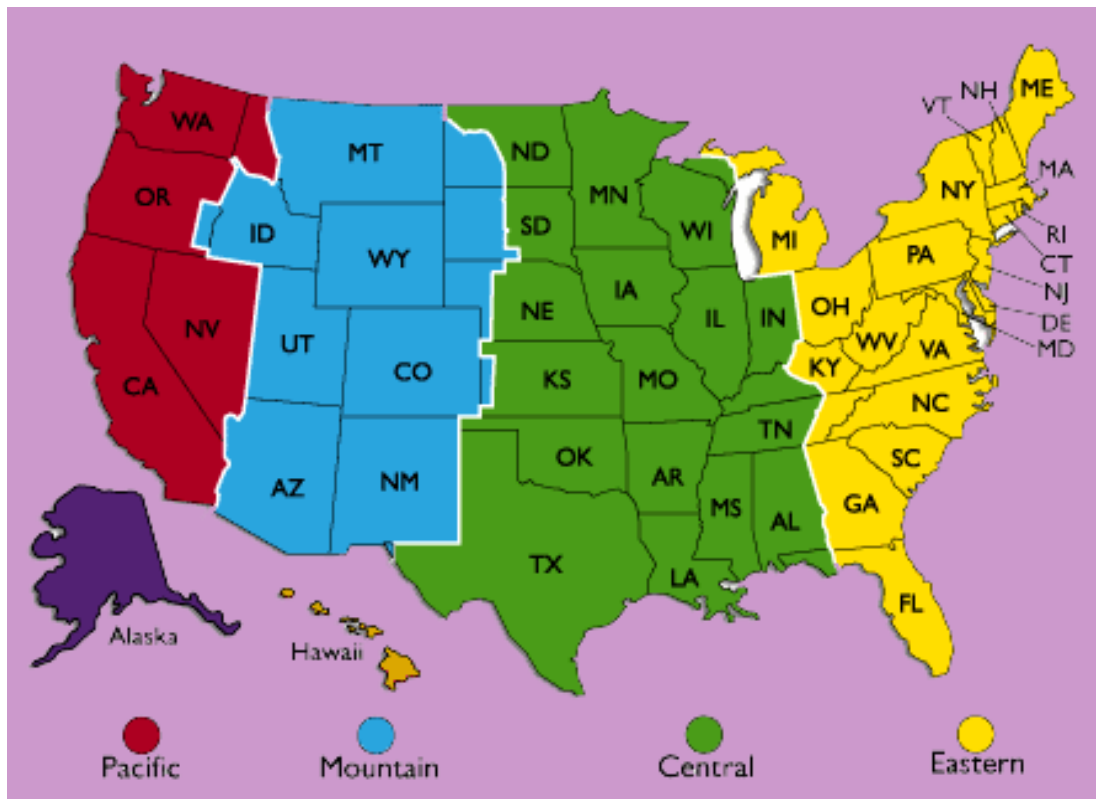 ME
NH
VT
WA
MT
ND
MA
OR
MN
NY
ID
SD
WI
MI
RI
WY
PA
CT
IA
NJ
NV
UT
NE
IL
IN
OH
DE
WV
VA
MD
CA
CO
KS
MO
KY
NC
TN
AZ
NM
OK
AR
SC
MS
AL
GA
TX
LA
FL
Alaska
Hawaii
Pacific
Mountain
Central
Eastern